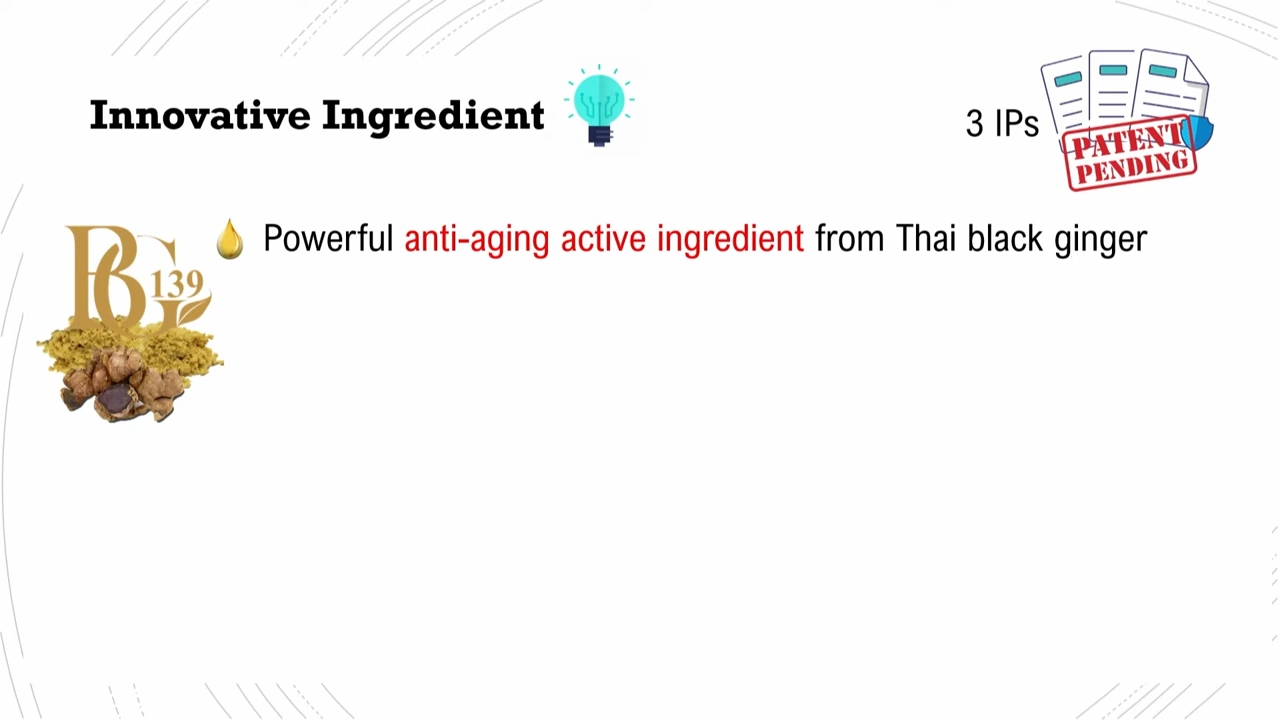 Innovative Ingredient
3 IPs
PATENT
PENDING
BG 139
Powerful anti-aging active ingredient from Thai black ginger